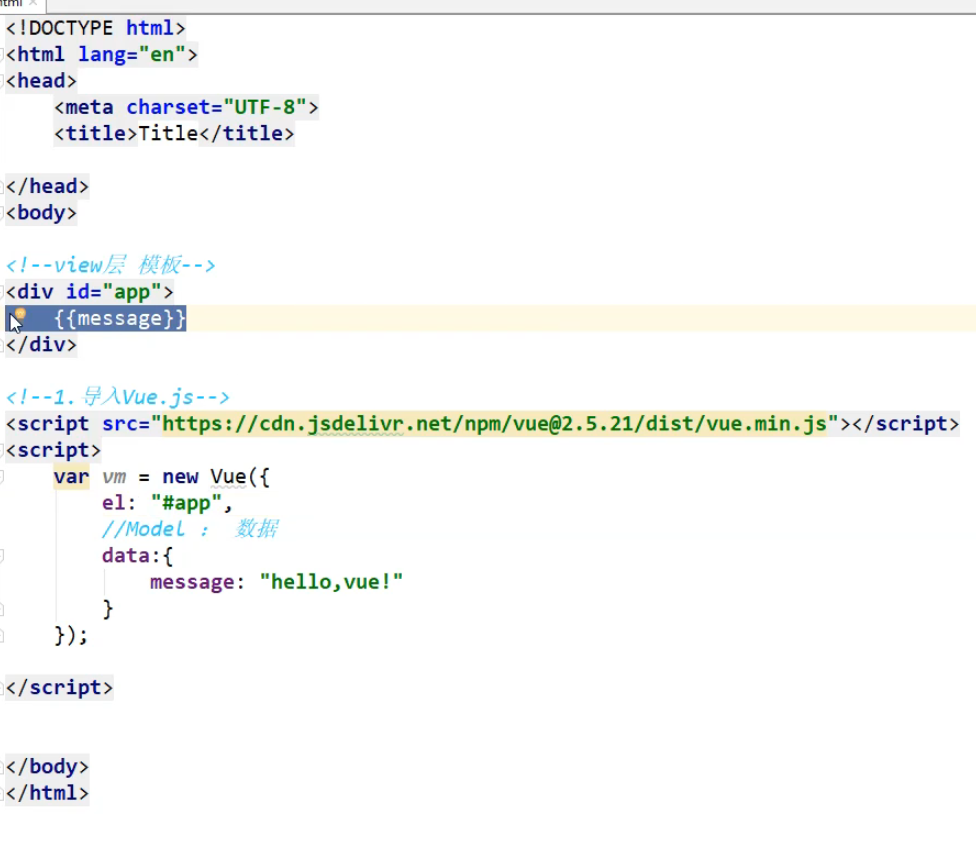 html
<!DOCTYPE html>
<html lang="en">
<head>
    <meta charset="UTF-8">
    <title>Title</title>
</head>
<body>
<!--view层 模板-->
<div id="app">
    {{message}}
</div>
<!--1.导入Vue.js-->
<script src="https://cdn.jsdelivr.net/npm/vue@2.5.21/dist/vue.min.js"></script>
<script>
    var vm = new Vue({
        el: "#app",
        //Model : 数据
        data:{
            message: "hello,vue!"
        }
    });
</script>
</body>
</html>